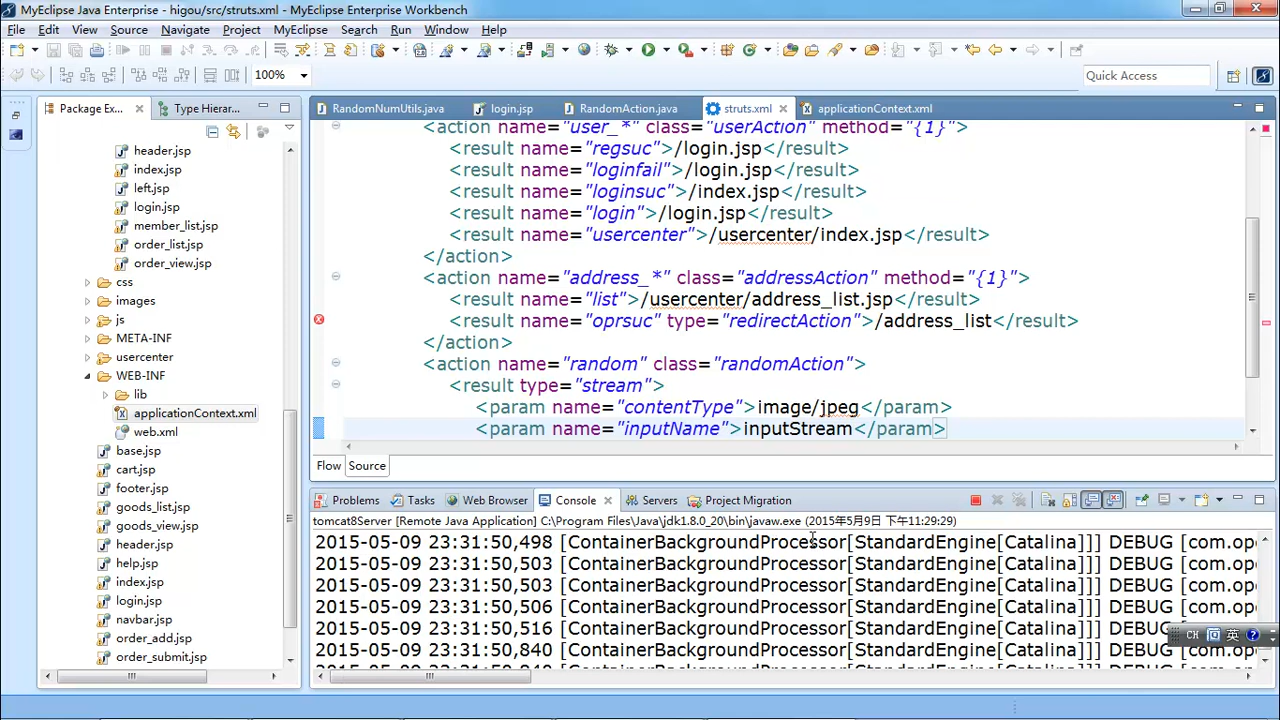 MyEclipse Java Enterprise - higou/src/struts.xml - MyEclipse Enterprise Workbench
File Edit View Source Navigate Project MyEclipse Search Run Window Help
100%
Quick Access
Package Ex...
Type Hierar...
RandomNumUtils.java
login.jsp
RandomAction.java
struts.xml
applicationContext.xml
header.jsp
index.jsp
left.jsp
login.jsp
member_list.jsp
order_list.jsp
order_view.jsp
css
images
js
META-INF
usercenter
WEB-INF
lib
applicationContext.xml
web.xml
base.jsp
cart.jsp
footer.jsp
goods_list.jsp
goods_view.jsp
header.jsp
help.jsp
index.jsp
login.jsp
navbar.jsp
order_add.jsp
order_submit.jsp
<action name="user_*" class="userAction" method="{1}">
<result name="regsuc">/login.jsp</result>
<result name="loginfail">/login.jsp</result>
<result name="loginsuc">/index.jsp</result>
<result name="login">/login.jsp</result>
<result name="usercenter">/usercenter/index.jsp</result>
</action>
<action name="address_*" class="addressAction" method="{1}">
<result name="list">/usercenter/address_list.jsp</result>
<result name="oprsuc" type="redirectAction">/address_list</result>
</action>
<action name="random" class="randomAction">
<result type="stream">
<param name="contentType">image/jpeg</param>
<param name="inputName">inputStream</param>
Flow Source
Problems Tasks Web Browser Console Servers Project Migration
tomcat8Server [Remote Java Application] C:\Program Files\Java\jdk1.8.0_20\bin\javaw.exe (2015年5月9日 下午11:29:29)
2015-05-09 23:31:50,498 [ContainerBackgroundProcessor[StandardEngine[Catalina]]] DEBUG [com.ope
2015-05-09 23:31:50,503 [ContainerBackgroundProcessor[StandardEngine[Catalina]]] DEBUG [com.ope
2015-05-09 23:31:50,503 [ContainerBackgroundProcessor[StandardEngine[Catalina]]] DEBUG [com.ope
2015-05-09 23:31:50,506 [ContainerBackgroundProcessor[StandardEngine[Catalina]]] DEBUG [com.ope
2015-05-09 23:31:50,516 [ContainerBackgroundProcessor[StandardEngine[Catalina]]] DEBUG
2015-05-09 23:31:50,840 [ContainerBackgroundProcessor[StandardEngine[Catalina]]] DEBUG [com.ope
CH 英